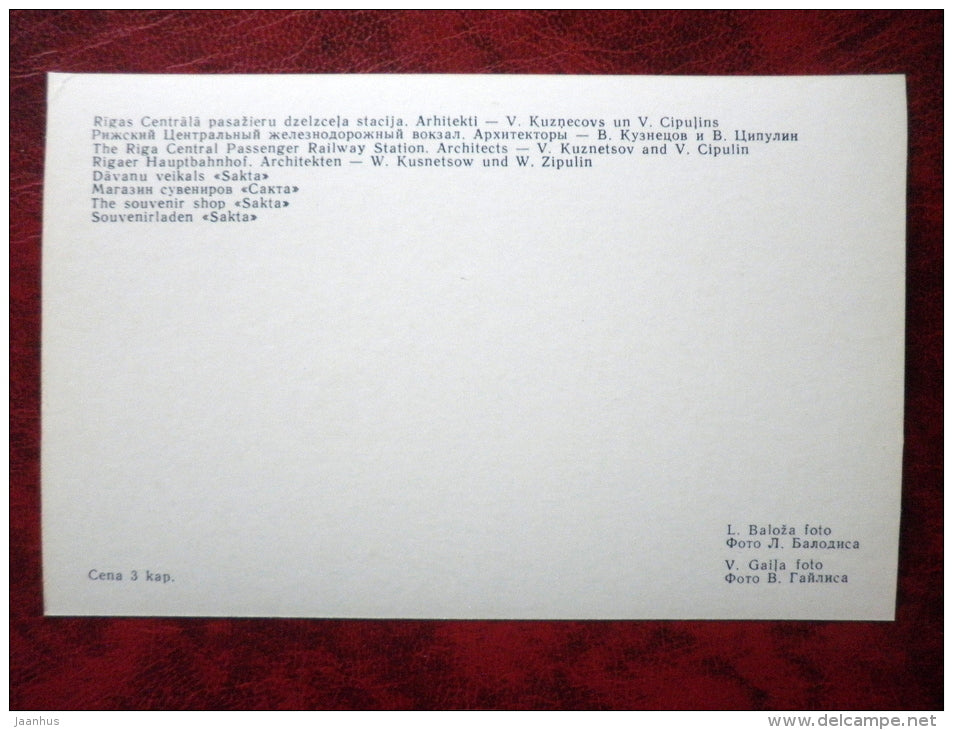 Rīgas Centrālā pasažieru dzelzceļa stacija. Arhitekti — V. Kuzņecovs un V. Cipuļins
Рижский Центральный железнодорожный вокзал. Архитекторы — В. Кузнецов и В. Ципулин
The Riga Central Passenger Railway Station. Architects — V. Kuznetsov and V. Cipulin
Rigaer Hauptbahnhof. Architekten — W. Kusnetsow und W. Zipulin
Dāvanu veikals «Sakta»
Магазин сувениров «Сакта»
The souvenir shop «Sakta»
Souvenirladen «Sakta»
L. Baloža foto
Фото Л. Балодиса
V. Gaiļa foto
Фото В. Гайлиса
Cena 3 kap.
Jaanhus
www.delcampe.net